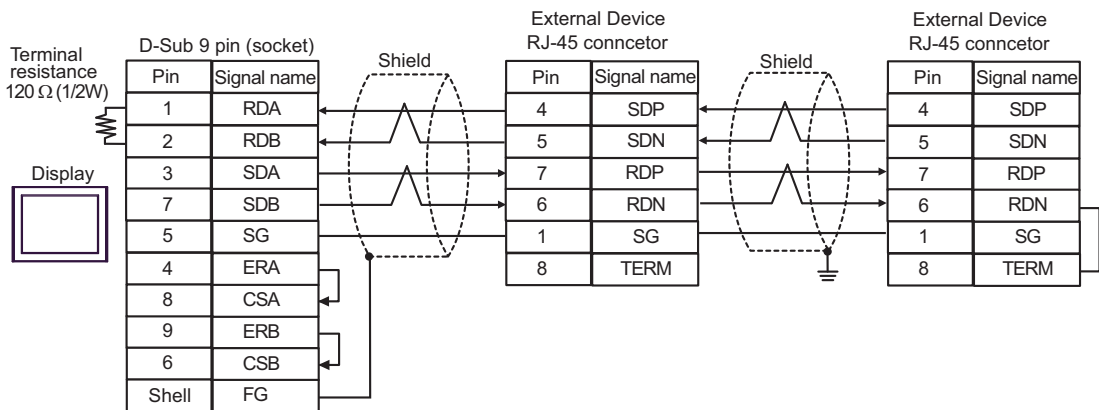 External Device
RJ-45 conncetor
External Device
RJ-45 conncetor
D-Sub 9 pin (socket)
Terminal
resistance
120 Ω (1/2W)
Shield
Shield
Display
Pin Signal name
1 RDA
2 RDB
3 SDA
7 SDB
5 SG
4 ERA
8 CSA
9 ERB
6 CSB
Shell FG
Pin Signal name
4 SDP
5 SDN
7 RDP
6 RDN
1 SG
8 TERM
Pin Signal name
4 SDP
5 SDN
7 RDP
6 RDN
1 SG
8 TERM